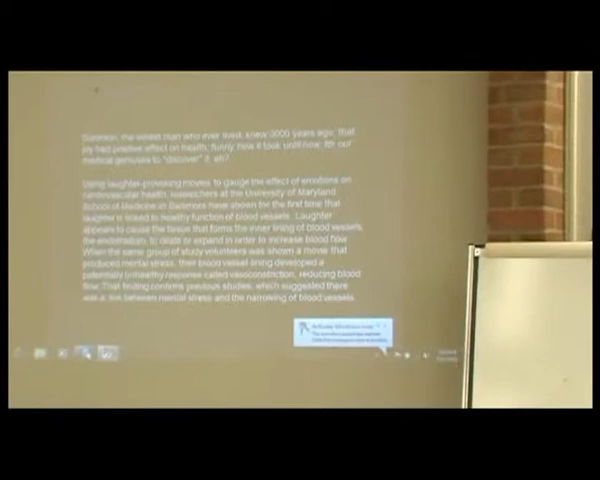 Solomon, the wisest man who ever lived, knew 3000 years ago, that
joy had positive effect on health, funny how it took until now, for our
medical geniuses to "discover" it, eh?
Using laughter-provoking movies, to gauge the effect of emotions on
cardiovascular health, researchers at the University of Maryland
School of Medicine on Baltimore have shown for the first time that
laughter is linked to healthy function of blood vessels. Laughter
appears to cause the tissue that forms the inner lining of blood vessels,
the endothelium, to dilate or expand in order to increase blood flow
When the same group of study volunteers was shown a movie that
produced mental stress, their blood vessel lining developed a
potentially unhealthy response called vasoconstriction, reducing blood
flow. That finding confirms previous studies, which suggested there
was a link between mental stress and the narrowing of blood vessels
Activate Windows now